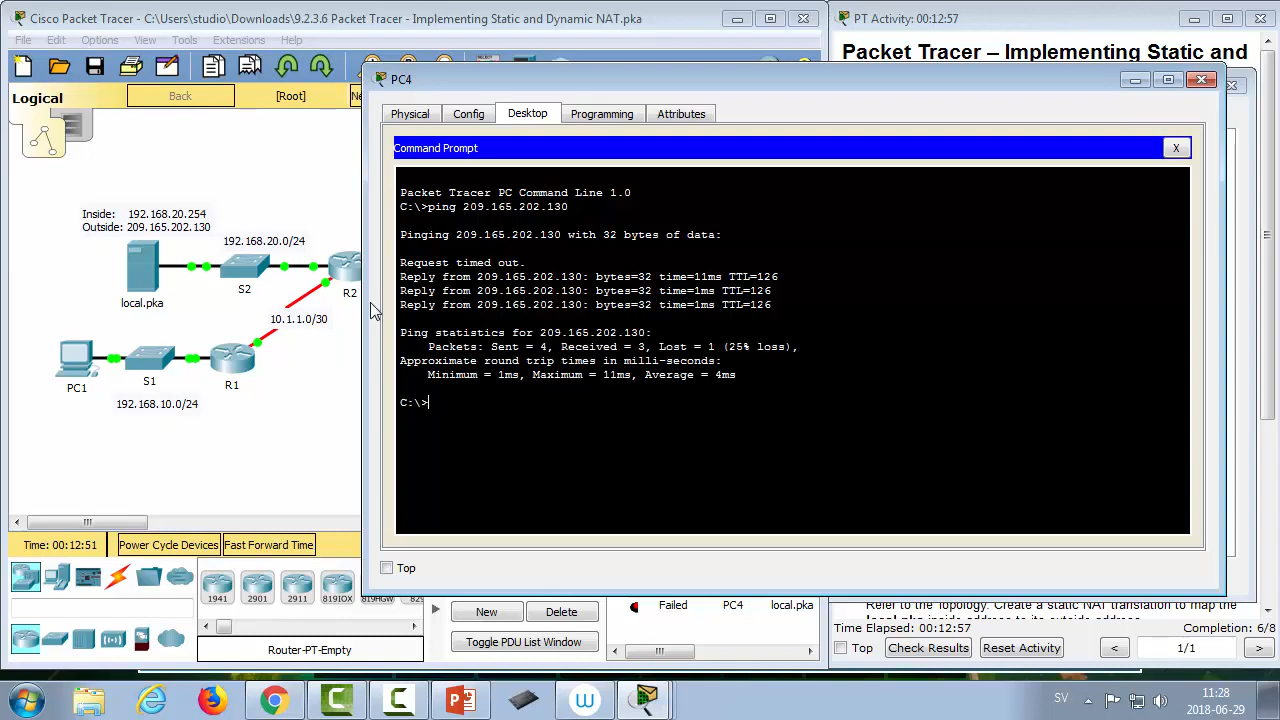 Cisco Packet Tracer - C:\Users\studio\Downloads\9.2.3.6 Packet Tracer - Implementing Static and Dynamic NAT.pka
File Edit Options View Tools Extensions Help
Logical
Back
[Root]
Inside: 192.168.20.254
Outside: 209.165.202.130
192.168.20.0/24
S2
R2
local.pka
10.1.1.0/30
PC1
S1
R1
192.168.10.0/24
Time: 00:12:51
Power Cycle Devices
Fast Forward Time
1941
2901
2911
819IOX
819HGW
Router-PT-Empty
New
Delete
Toggle PDU List Window
Failed PC4 local.pka
PC4
Physical
Config
Desktop
Programming
Attributes
Command Prompt
X
Packet Tracer PC Command Line 1.0
C:\>ping 209.165.202.130
Pinging 209.165.202.130 with 32 bytes of data:
Request timed out.
Reply from 209.165.202.130: bytes=32 time=11ms TTL=126
Reply from 209.165.202.130: bytes=32 time=1ms TTL=126
Reply from 209.165.202.130: bytes=32 time=1ms TTL=126
Ping statistics for 209.165.202.130:
Packets: Sent = 4, Received = 3, Lost = 1 (25% loss),
Approximate round trip times in milli-seconds:
Minimum = 1ms, Maximum = 11ms, Average = 4ms
C:\>
Top
PT Activity: 00:12:57
Packet Tracer – Implementing Static and
Refer to the Topology. Create a static NAT translation to map the
Time Elapsed: 00:12:57
Completion: 6/8
Top
Check Results
Reset Activity
<
1/1
>
SV
11:28
2018-06-29